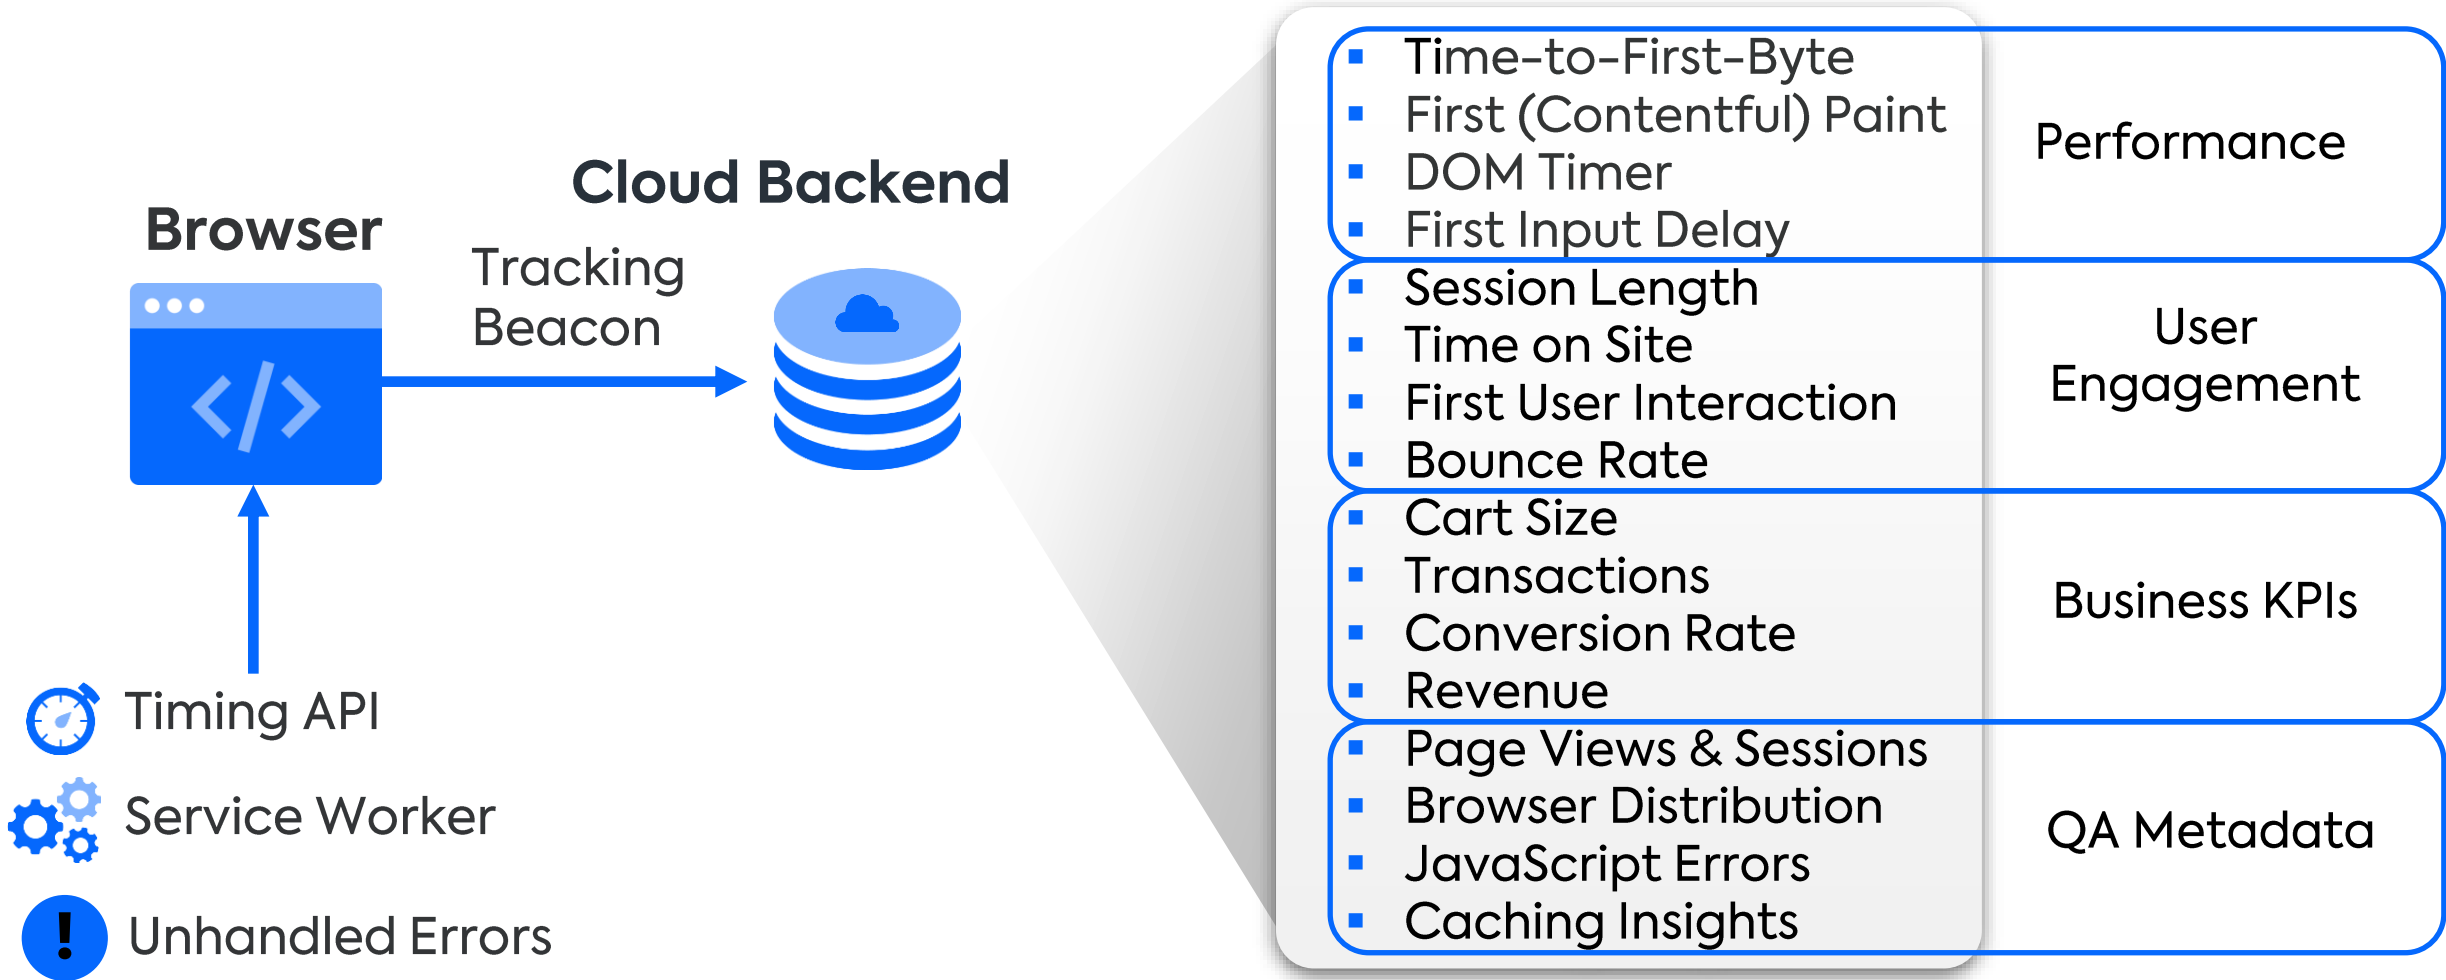 Browser
Cloud Backend
Tracking
Beacon
Timing API
Service Worker
! Unhandled Errors
Time-to-First-Byte
First (Contentful) Paint
DOM Timer
First Input Delay
Performance
Session Length
Time on Site
First User Interaction
Bounce Rate
User
Engagement
Cart Size
Transactions
Conversion Rate
Revenue
Business KPIs
Page Views & Sessions
Browser Distribution
JavaScript Errors
Caching Insights
QA Metadata